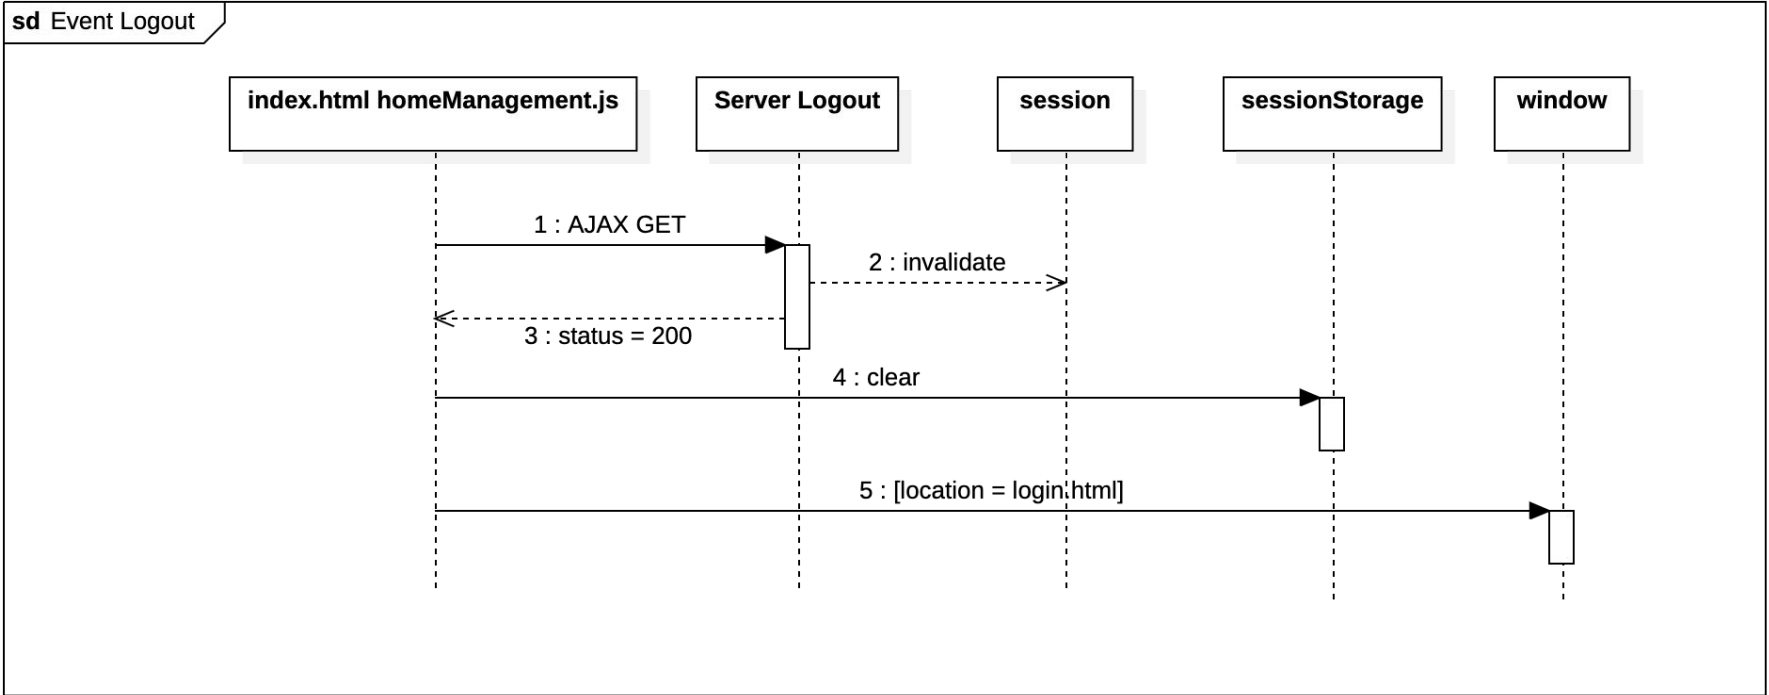 sd Event Logout
index.html homeManagement.js
Server Logout
session
sessionStorage
window
1 : AJAX GET
2 : invalidate
3 : status = 200
4 : clear
5 : [location = login.html]